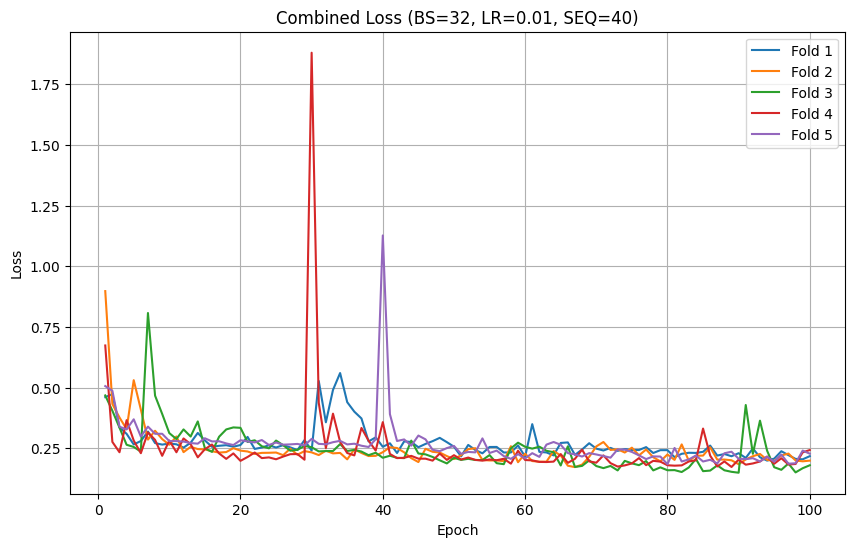 Combined Loss (BS=32, LR=0.01, SEQ=40)
Fold 1
Fold 2
Fold 3
Fold 4
Fold 5
Loss
1.75
1.50
1.25
1.00
0.75
0.50
0.25
0 20 40 60 80 100
Epoch